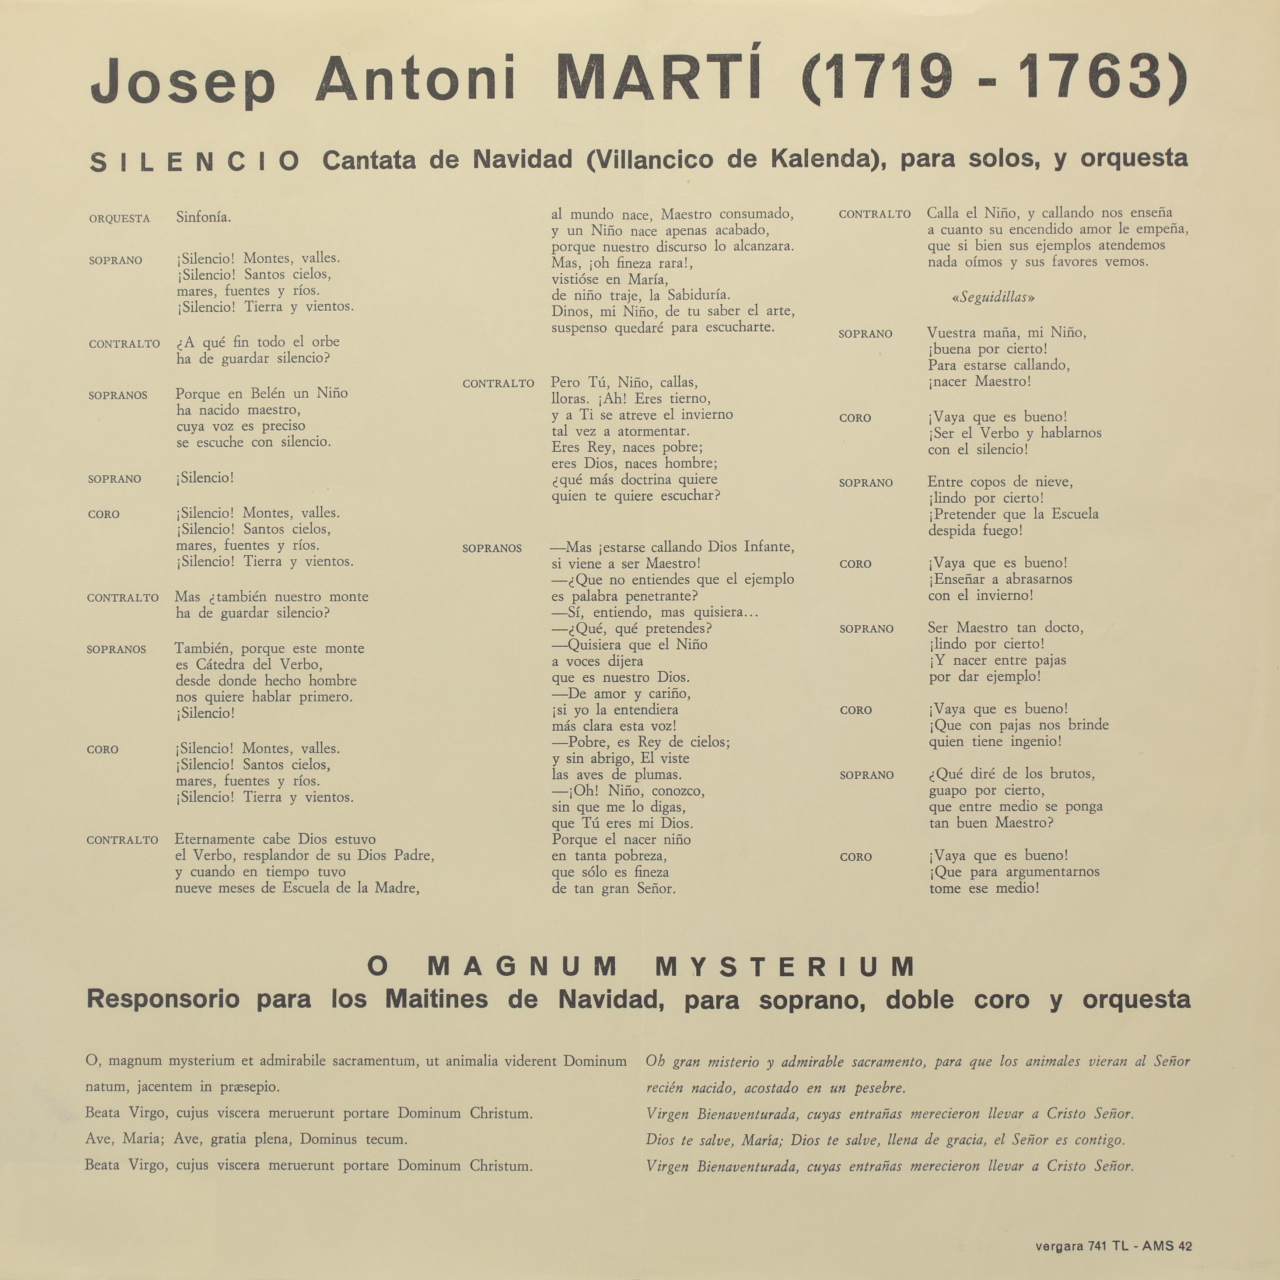 Josep Antoni MARTÍ (1719 - 1763)
SILENCIO Cantata de Navidad (Villancico de Kalenda), para solos, y orquesta
ORQUESTA Sinfonía.
SOPRANO ¡Silencio! Montes, valles.
¡Silencio! Santos cielos,
mares, fuentes y ríos.
¡Silencio! Tierra y vientos.
CONTRALTO ¿A qué fin todo el orbe
ha de guardar silencio?
SOPRANOS Porque en Belén un Niño
ha nacido maestro,
cuya voz es preciso
se escuche con silencio.
SOPRANO ¡Silencio!
CORO ¡Silencio! Montes, valles.
¡Silencio! Santos cielos,
mares, fuentes y ríos.
¡Silencio! Tierra y vientos.
CONTRALTO Mas ¿también nuestro monte
ha de guardar silencio?
SOPRANOS También, porque este monte
es Cátedra del Verbo,
desde donde hecho hombre
nos quiere hablar primero.
¡Silencio!
CORO ¡Silencio! Montes, valles.
¡Silencio! Santos cielos,
mares, fuentes y ríos.
¡Silencio! Tierra y vientos.
CONTRALTO Eternamente cabe Dios estuvo
el Verbo, resplandor de su Dios Padre,
y cuando en tiempo tuvo
nueve meses de Escuela de la Madre,
al mundo nace, Maestro consumado,
y un Niño nace apenas acabado,
porque nuestro discurso lo alcanzara.
Mas, ¡oh fineza rara!,
vistióse en María,
de niño traje, la Sabiduría.
Dinos, mi Niño, de tu saber el arte,
suspenso quedaré para escucharte.
CONTRALTO Pero Tú, Niño, callas,
lloras. ¡Ah! Eres tierno,
y a Ti se atreve el invierno
tal vez a atormentar.
Eres Rey, naces pobre;
eres Dios, naces hombre;
¿qué más doctrina quiere
quien te quiere escuchar?
SOPRANOS —Mas ¡estarse callando Dios Infante,
si viene a ser Maestro!
—¿Que no entiendes que el ejemplo
es palabra penetrante?
—Sí, entiendo, mas quisiera...
—¿Qué, qué pretendes?
—Quisiera que el Niño
a voces dijera
que es nuestro Dios.
—De amor y cariño,
¡si yo la entendiera
más clara esta voz!
—Pobre, es Rey de cielos;
y sin abrigo, El viste
las aves de plumas.
—¡Oh! Niño, conozco,
sin que me lo digas,
que Tú eres mi Dios.
Porque el nacer niño
en tanta pobreza,
que sólo es fineza
de tan gran Señor.
CONTRALTO Calla el Niño, y callando nos enseña
a cuanto su encendido amor le empeña,
que si bien sus ejemplos atendemos
nada oímos y sus favores vemos.
«Seguidillas»
SOPRANO Vuestra maña, mi Niño,
¡buena por cierto!
Para estarse callando,
¡nacer Maestro!
CORO ¡Vaya que es bueno!
¡Ser el Verbo y hablarnos
con el silencio!
SOPRANO Entre copos de nieve,
¡lindo por cierto!
¡Pretender que la Escuela
despida fuego!
CORO ¡Vaya que es bueno!
¡Enseñar a abrasarnos
con el invierno!
SOPRANO Ser Maestro tan docto,
¡lindo por cierto!
¡Y nacer entre pajas
por dar ejemplo!
CORO ¡Vaya que es bueno!
¡Que con pajas nos brinde
quien tiene ingenio!
SOPRANO ¿Qué diré de los brutos,
guapo por cierto,
que entre medio se ponga
tan buen Maestro?
CORO ¡Vaya que es bueno!
¡Que para argumentarnos
tome ese medio!
O MAGNUM MYSTERIUM
Responsorio para los Maitines de Navidad, para soprano, doble coro y orquesta
O, magnum mysterium et admirabile sacramentum, ut animalia viderent Dominum
natum, jacentem in præsepio.
Beata Virgo, cujus viscera meruerunt portare Dominum Christum.
Ave, Maria; Ave, gratia plena, Dominus tecum.
Beata Virgo, cujus viscera meruerunt portare Dominum Christum.
Oh gran misterio y admirable sacramento, para que los animales vieran al Señor
recién nacido, acostado en un pesebre.
Virgen Bienaventurada, cuyas entrañas merecieron llevar a Cristo Señor.
Dios te salve, María; Dios te salve, llena de gracia, el Señor es contigo.
Virgen Bienaventurada, cuyas entrañas merecieron llevar a Cristo Señor.
vergara 741 TL - AMS 42